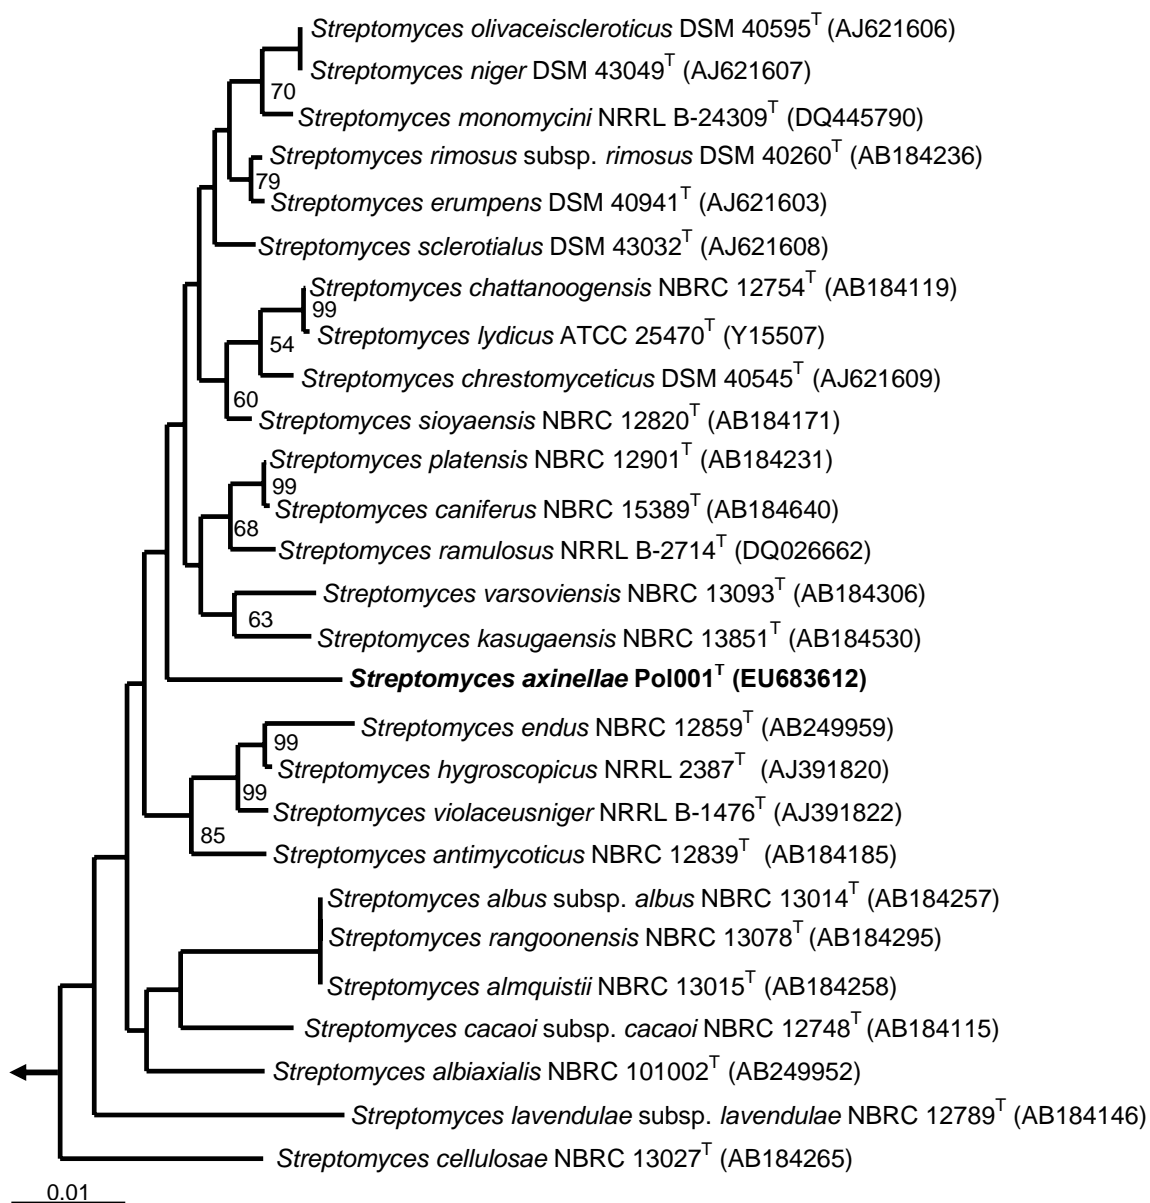 Streptomyces olivaceiscleroticus DSM 40595T (AJ621606)
Streptomyces niger DSM 43049T (AJ621607)
70
Streptomyces monomycini NRRL B-24309T (DQ445790)
Streptomyces rimosus subsp. rimosus DSM 40260T (AB184236)
79
Streptomyces erumpens DSM 40941T (AJ621603)
Streptomyces sclerotialus DSM 43032T (AJ621608)
Streptomyces chattanoogensis NBRC 12754T (AB184119)
99
Streptomyces lydicus ATCC 25470T (Y15507)
54
Streptomyces chrestomyceticus DSM 40545T (AJ621609)
60
Streptomyces sioyaensis NBRC 12820T (AB184171)
Streptomyces platensis NBRC 12901T (AB184231)
99
Streptomyces caniferus NBRC 15389T (AB184640)
68
Streptomyces ramulosus NRRL B-2714T (DQ026662)
Streptomyces varsoviensis NBRC 13093T (AB184306)
63
Streptomyces kasugaensis NBRC 13851T (AB184530)
Streptomyces axinellae Pol001T (EU683612)
Streptomyces endus NBRC 12859T (AB249959)
99
Streptomyces hygroscopicus NRRL 2387T (AJ391820)
99
Streptomyces violaceusniger NRRL B-1476T (AJ391822)
85
Streptomyces antimycoticus NBRC 12839T (AB184185)
Streptomyces albus subsp. albus NBRC 13014T (AB184257)
Streptomyces rangoonensis NBRC 13078T (AB184295)
Streptomyces almquistii NBRC 13015T (AB184258)
Streptomyces cacaoi subsp. cacaoi NBRC 12748T (AB184115)
Streptomyces albiaxialis NBRC 101002T (AB249952)
Streptomyces lavendulae subsp. lavendulae NBRC 12789T (AB184146)
Streptomyces cellulosae NBRC 13027T (AB184265)
0.01